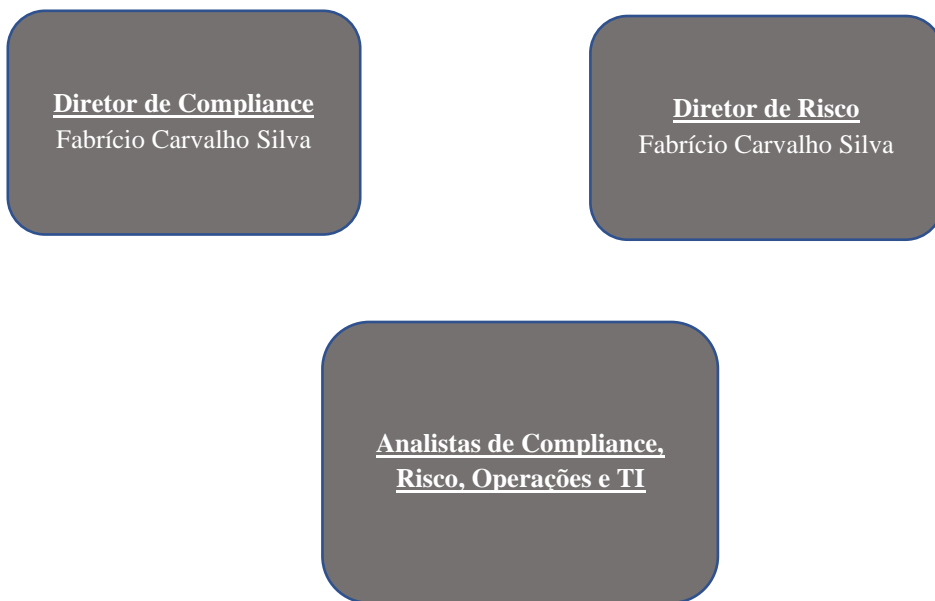 Diretor de Compliance
Fabrício Carvalho Silva
Diretor de Risco
Fabrício Carvalho Silva
Analistas de Compliance,
Risco, Operações e TI